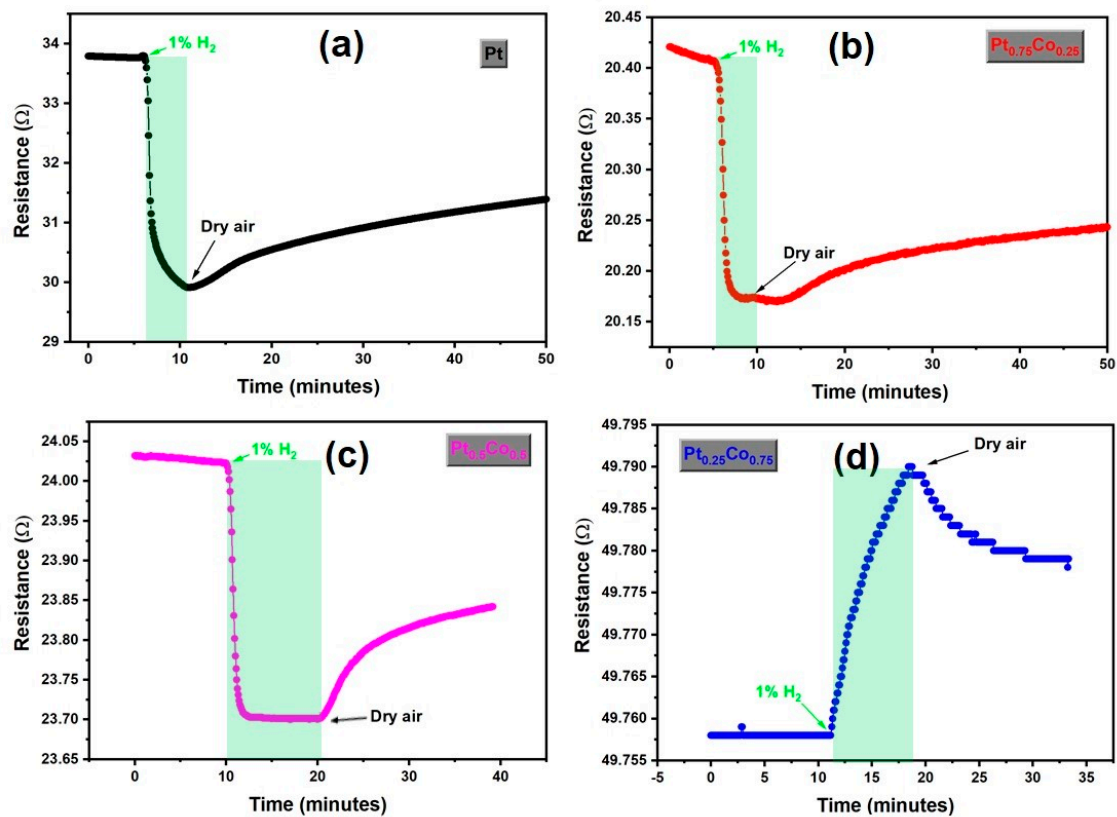 (a)
Pt
1% H₂
Dry air
34
33
32
31
30
29
0
10
20
30
40
50
Resistance (Ω)
Time (minutes)
(b)
Pt₀.₇₅Co₀.₂₅
1% H₂
Dry air
20.45
20.40
20.35
20.30
20.25
20.20
20.15
0
10
20
30
40
50
Resistance (Ω)
Time (minutes)
(c)
Pt₀.₅Co₀.₅
1% H₂
Dry air
24.05
24.00
23.95
23.90
23.85
23.80
23.75
23.70
23.65
0
10
20
30
40
Resistance (Ω)
Time (minutes)
(d)
Pt₀.₂₅Co₀.₇₅
Dry air
1% H₂
49.795
49.790
49.785
49.780
49.775
49.770
49.765
49.760
49.755
-5
0
5
10
15
20
25
30
35
Resistance (Ω)
Time (minutes)